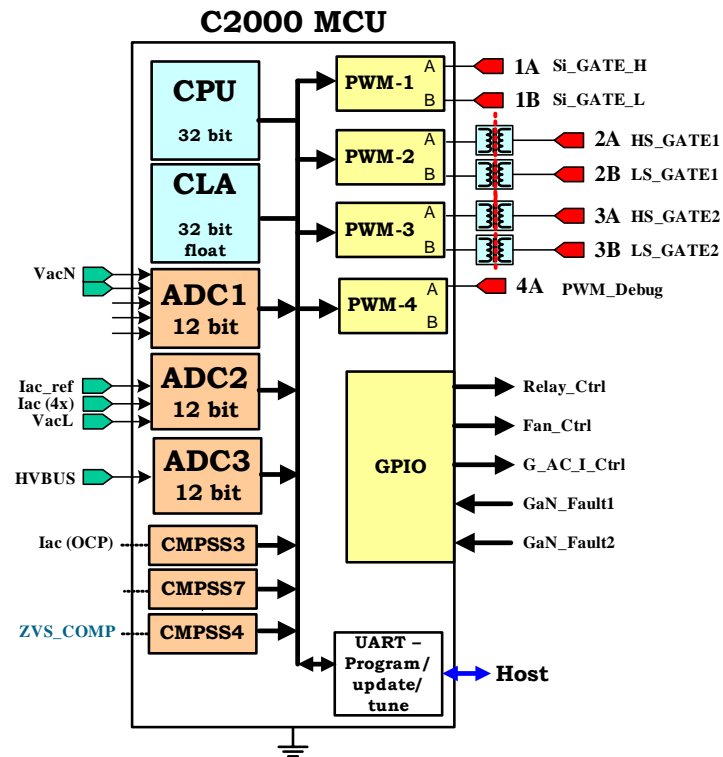 C2000 MCU
CPU
32 bit
CLA
32 bit
float
VacN
ADC1
12 bit
Iac_ref
Iac (4x)
VacL
ADC2
12 bit
HVBUS
ADC3
12 bit
Iac (OCP)
CMPSS3
CMPSS7
ZVS_COMP
CMPSS4
PWM-1
A
B
1A Si_GATE_H
1B Si_GATE_L
PWM-2
A
B
2A HS_GATE1
2B LS_GATE1
PWM-3
A
B
3A HS_GATE2
3B LS_GATE2
PWM-4
A
B
4A PWM_Debug
GPIO
Relay_Ctrl
Fan_Ctrl
G_AC_I_Ctrl
GaN_Fault1
GaN_Fault2
UART –
Program/
update/
tune
Host